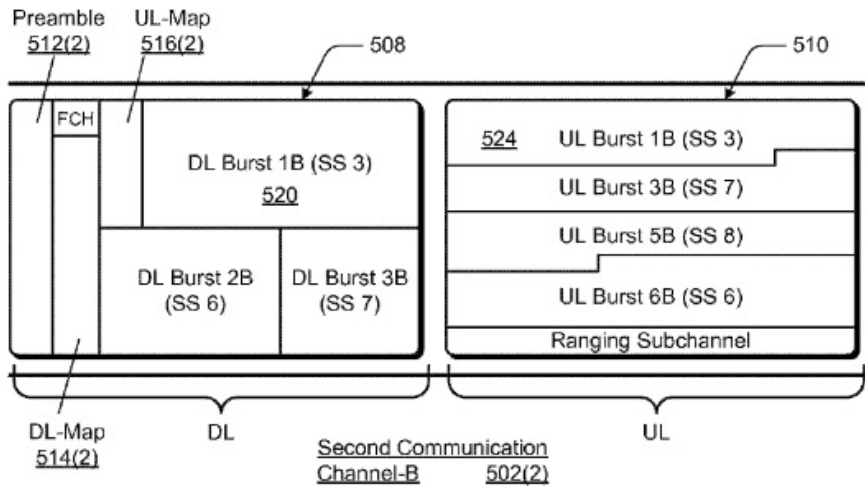 Preamble
512(2)
UL-Map
516(2)
508
510
FCH
DL Burst 1B (SS 3)
520
DL Burst 2B
(SS 6)
DL Burst 3B
(SS 7)
524 UL Burst 1B (SS 3)
UL Burst 3B (SS 7)
UL Burst 5B (SS 8)
UL Burst 6B (SS 6)
Ranging Subchannel
DL-Map
514(2)
DL
UL
Second Communication
Channel-B 502(2)